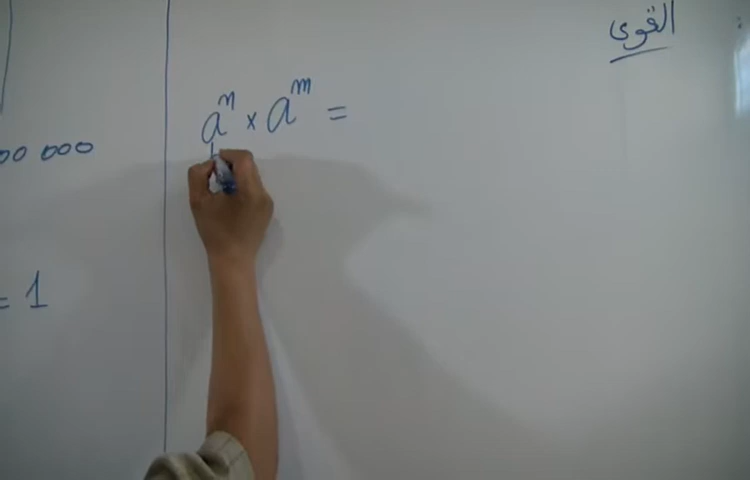 القوى
aⁿ × aᵐ =
00 000
= 1